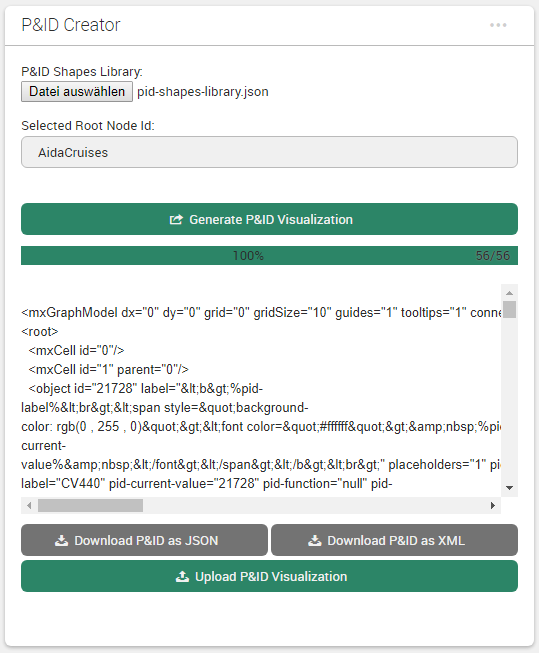 P&ID Creator
P&ID Shapes Library:
Datei auswählen pid-shapes-library.json
Selected Root Node Id:
AidaCruises
Generate P&ID Visualization
100% 56/56
<mxGraphModel dx="0" dy="0" grid="0" gridSize="10" guides="1" tooltips="1" conne
<root>
<mxCell id="0"/>
<mxCell id="1" parent="0"/>
<object id="21728" label="&lt;b&gt;%pid-
label%&lt;br&gt;&lt;span style=&quot;background-
color: rgb(0 , 255 , 0)&quot;&gt;&lt;font color=&quot;#ffffff&quot;&gt;&amp;nbsp;%pi
current-
value%&amp;nbsp;&lt;/font&gt;&lt;/span&gt;&lt;/b&gt;&lt;br&gt;" placeholders="1" pi
label="CV440" pid-current-value="21728" pid-function="null" pid-
Download P&ID as JSON Download P&ID as XML
Upload P&ID Visualization